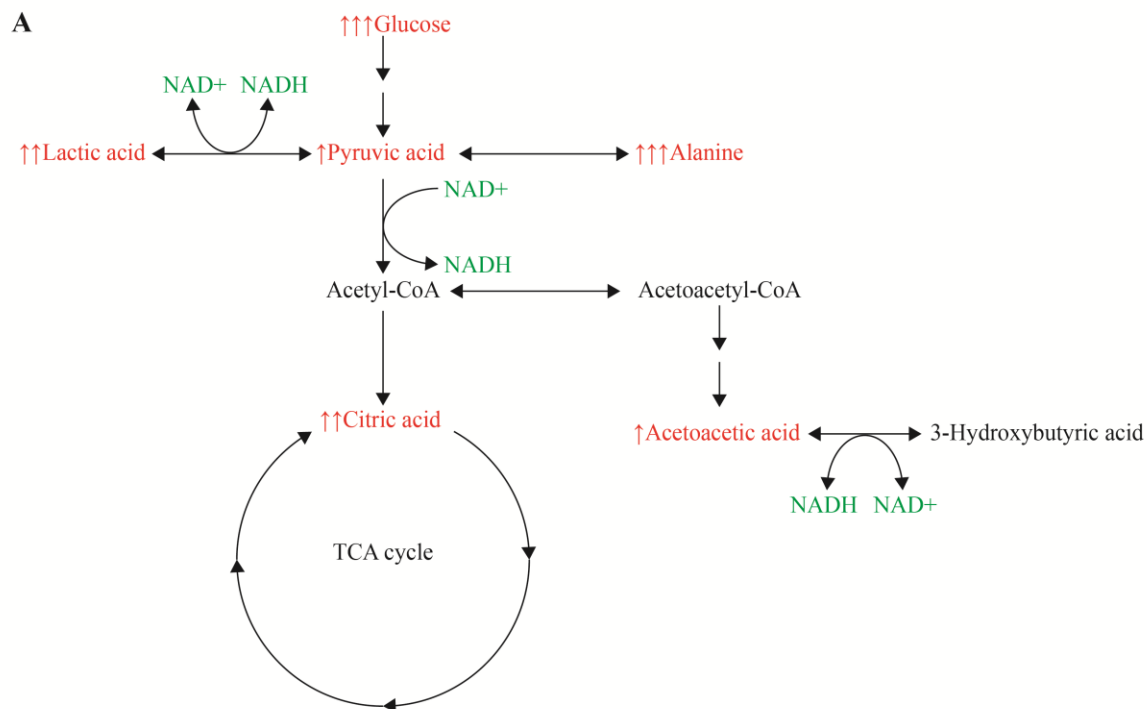 A
↑↑↑Glucose
NAD+ NADH
↑↑Lactic acid
↑Pyruvic acid
↑↑↑Alanine
NAD+
NADH
Acetyl-CoA
Acetoacetyl-CoA
↑↑Citric acid
↑Acetoacetic acid
3-Hydroxybutyric acid
NADH NAD+
TCA cycle